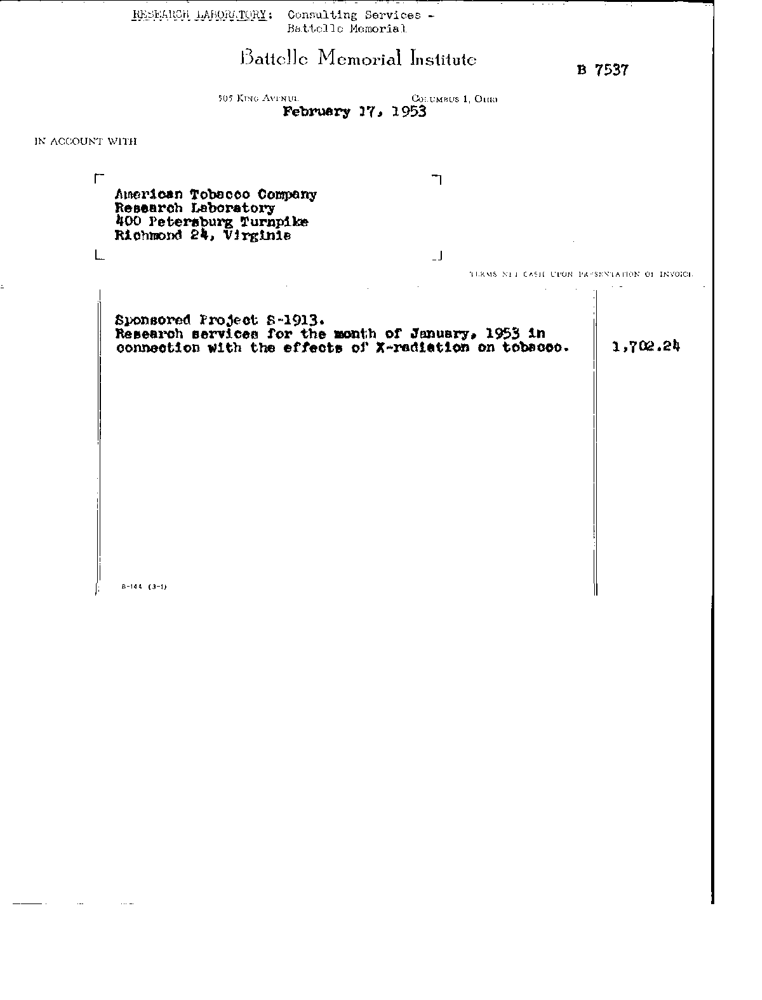 RESEARCH LABORATORY: Consulting Services -
Battelle Memorial
Battelle Memorial Institute
B 7537
505 King Avenue Columbus 1, Ohio
February 17, 1953
IN ACCOUNT WITH
American Tobacco Company
Research Laboratory
400 Petersburg Turnpike
Richmond 24, Virginia
TERMS NET CASH UPON PRESENTATION OF INVOICE
Sponsored Project S-1913.
Research services for the month of January, 1953 in
connection with the effects of X-radiation on tobacco. 1,702.24
B-144 (3-1)